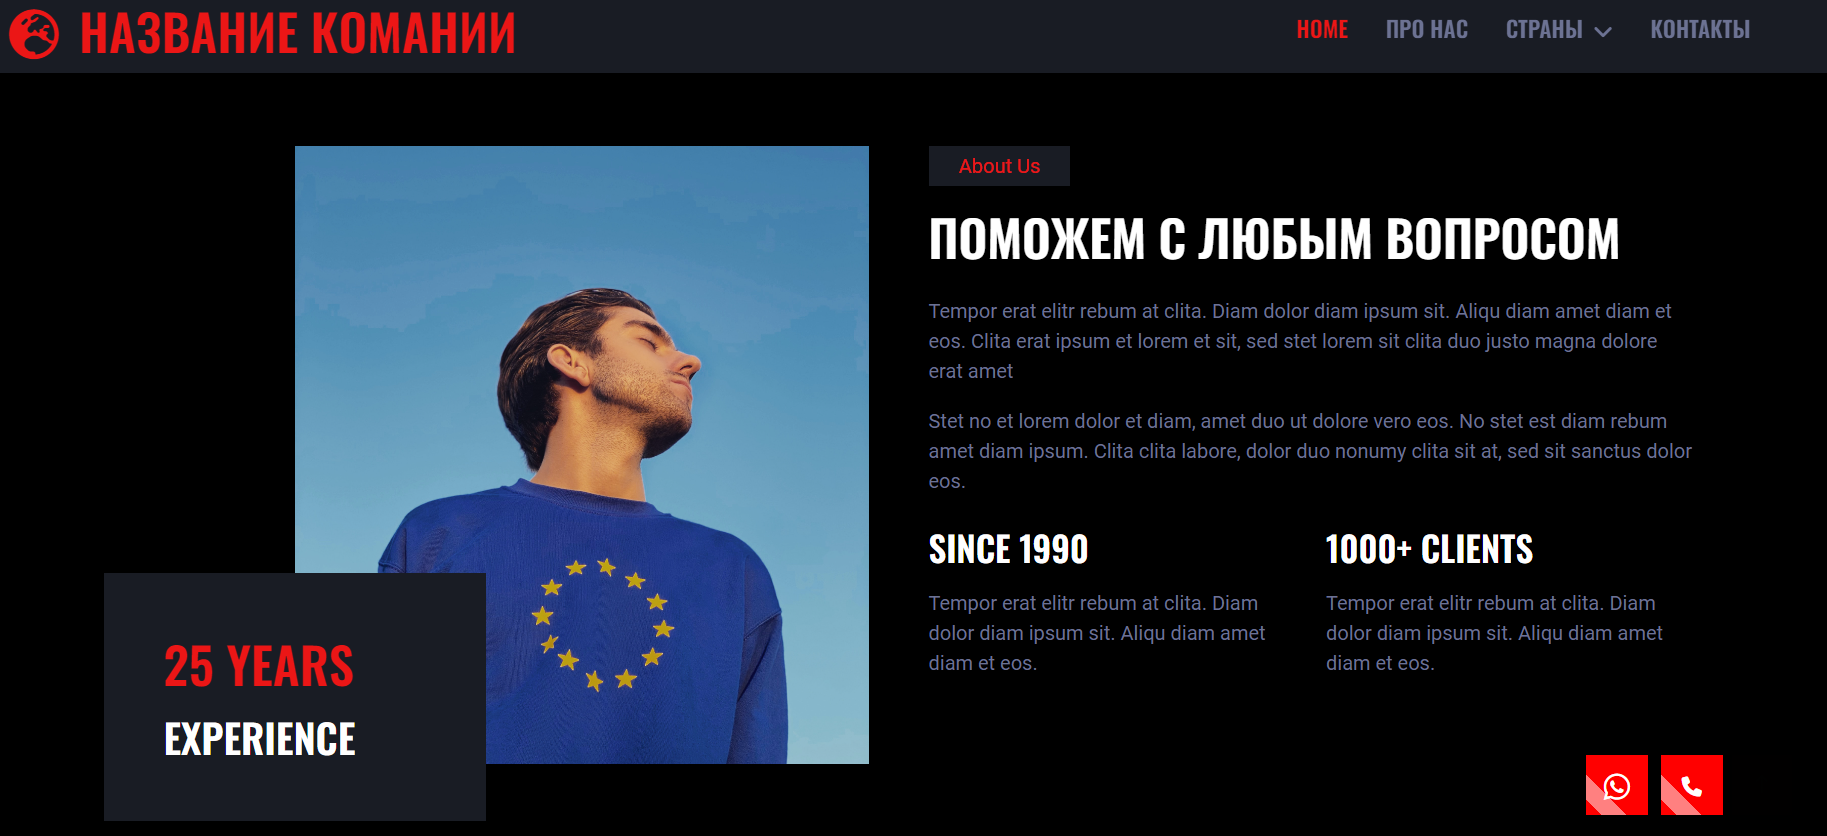 НАЗВАНИЕ КОМАНИИ
HOME ПРО НАС СТРАНЫ КОНТАКТЫ
About Us
ПОМОЖЕМ С ЛЮБЫМ ВОПРОСОМ
Tempor erat elitr rebum at clita. Diam dolor diam ipsum sit. Aliqu diam amet diam et
eos. Clita erat ipsum et lorem et sit, sed stet lorem sit clita duo justo magna dolore
erat amet
Stet no et lorem dolor et diam, amet duo ut dolore vero eos. No stet est diam rebum
amet diam ipsum. Clita clita labore, dolor duo nonumy clita sit at, sed sit sanctus dolor
eos.
SINCE 1990
Tempor erat elitr rebum at clita. Diam
dolor diam ipsum sit. Aliqu diam amet
diam et eos.
1000+ CLIENTS
Tempor erat elitr rebum at clita. Diam
dolor diam ipsum sit. Aliqu diam amet
diam et eos.
25 YEARS
EXPERIENCE